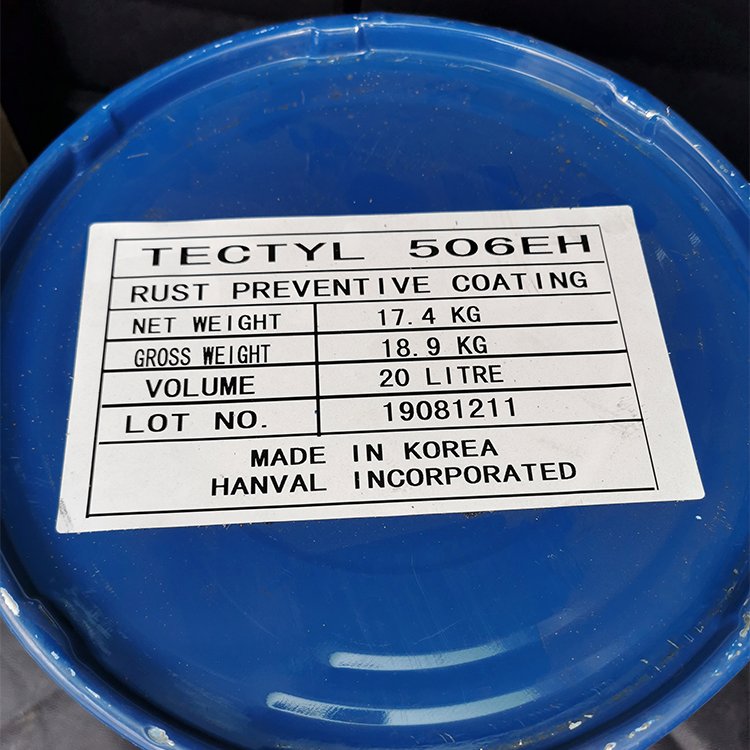 TECTYL 506EH
RUST PREVENTIVE COATING
NET WEIGHT 17.4 KG
GROSS WEIGHT 18.9 KG
VOLUME 20 LITRE
LOT NO. 19081211
MADE IN KOREA
HANVAL INCORPORATED